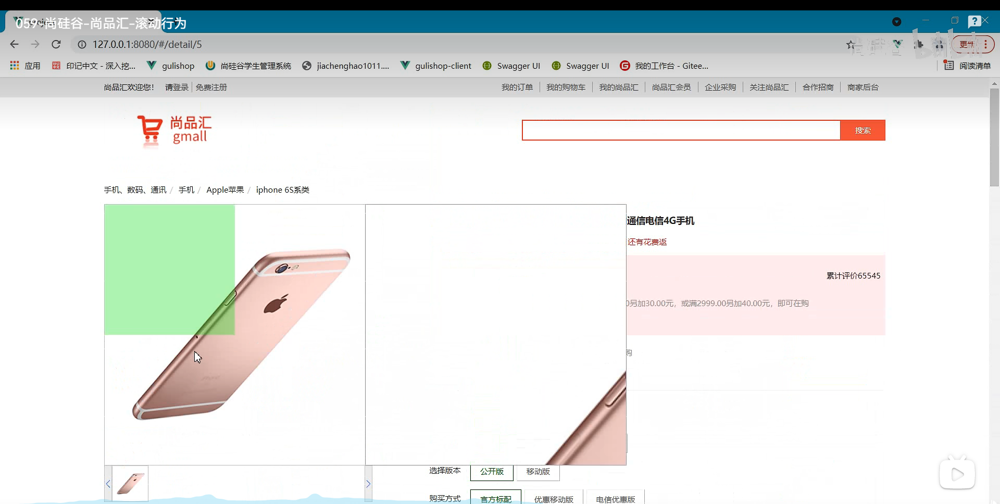 059-尚硅谷-尚品汇-滚动行为
127.0.0.1:8080/#/detail/5
更新
应用
印记中文 - 深入挖...
gulishop
尚硅谷学生管理系统
jiachenghao1011....
gulishop-client
Swagger UI
Swagger UI
我的工作台 - Gitee...
阅读清单
尚品汇欢迎您！ 请登录 免费注册
我的订单 我的购物车 我的尚品汇 尚品汇会员 企业采购 关注尚品汇 合作招商 商家后台
尚品汇
gmall
搜索
手机、数码、通讯 / 手机 / Apple苹果 / iphone 6S系类
通信电信4G手机
还有花费返
累计评价65545
0另加30.00元，或满2999.00另加40.00元，即可在购
购
选择版本 公开版 移动版
购买方式 官方标配 优惠移动版 电信优惠版